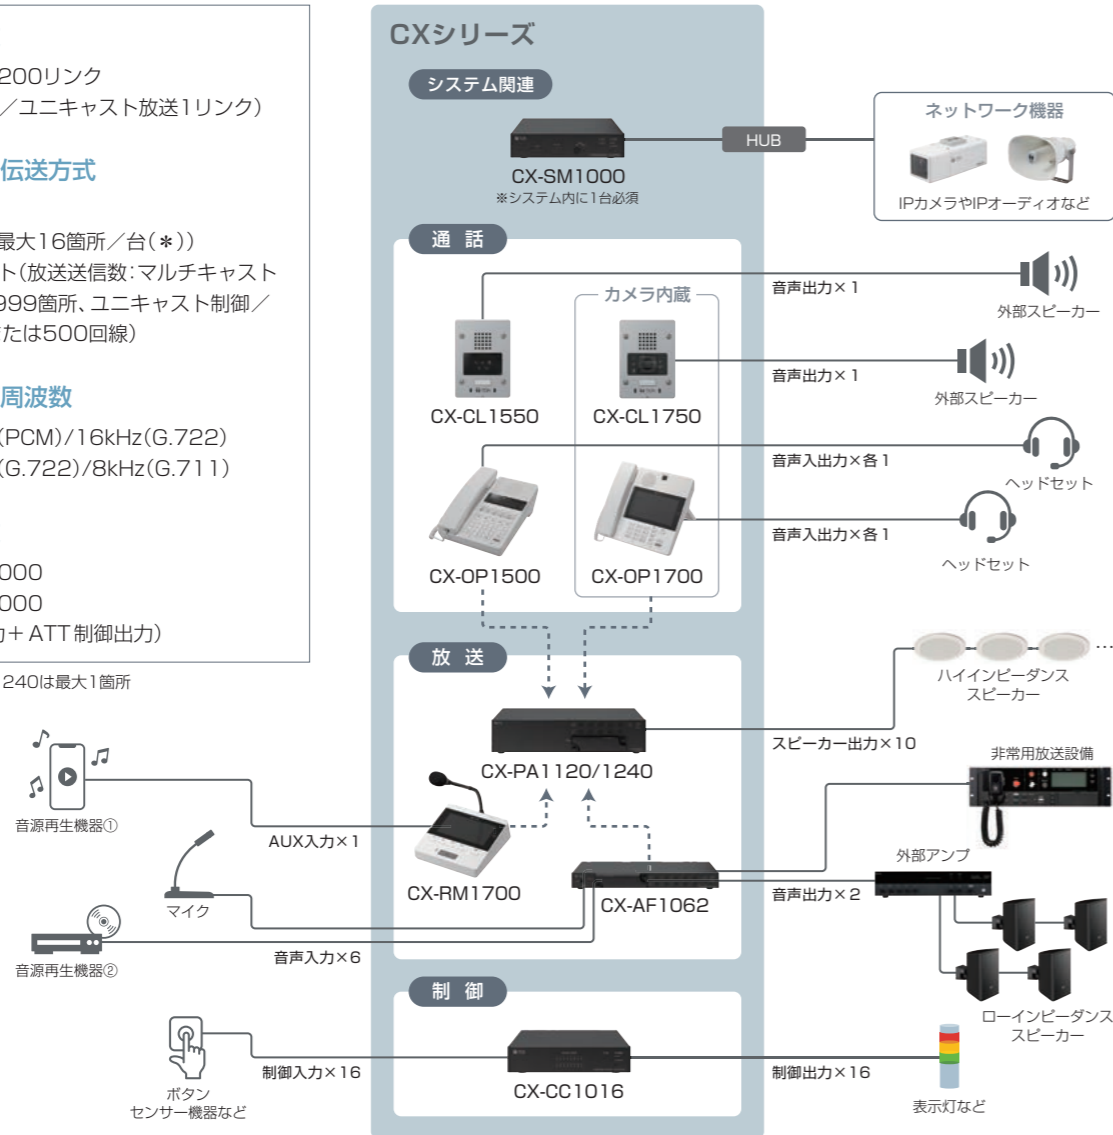 200リンク
／ユニキャスト放送1リンク）
伝送方式
最大16箇所／台（＊））
ト（放送送信数：マルチキャスト
999箇所、ユニキャスト制御／
たは500回線）
周波数
(PCM)/16kHz(G.722)
(G.722)/8kHz(G.711)
000
000
力＋ATT制御出力）
240は最大1箇所
CXシリーズ
システム関連
CX-SM1000
※システム内に1台必須
HUB
ネットワーク機器
IPカメラやIPオーディオなど
通 話
カメラ内蔵
CX-CL1550
CX-CL1750
CX-OP1500
CX-OP1700
音声出力×1
外部スピーカー
音声出力×1
外部スピーカー
音声入出力×各1
ヘッドセット
音声入出力×各1
ヘッドセット
放 送
CX-PA1120/1240
スピーカー出力×10
ハイインピーダンス
スピーカー
…
非常用放送設備
音源再生機器①
AUX入力×1
CX-RM1700
CX-AF1062
マイク
音源再生機器②
音声入力×6
音声出力×2
外部アンプ
ローインピーダンス
スピーカー
制 御
ボタン
センサー機器など
制御入力×16
CX-CC1016
制御出力×16
表示灯など